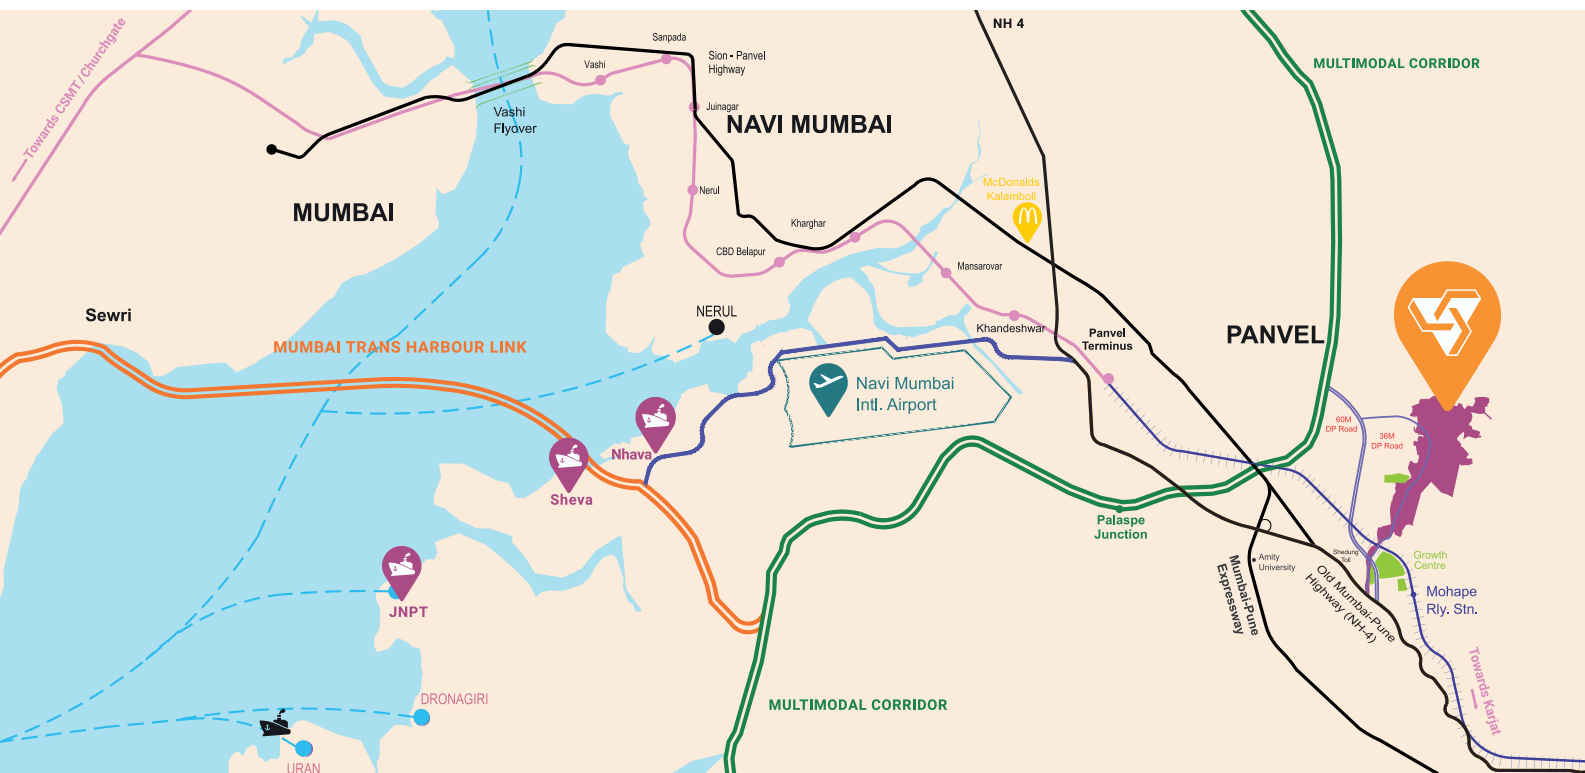 NH 4
Towards CSMT/Churchgate
Sanpada
Sion - Panvel
Highway
Vashi
MULTIMODAL CORRIDOR
Juinagar
Vashi
Flyover
NAVI MUMBAI
McDonalds
Kalamboli
Nerul
MUMBAI
Kharghar
CBD Belapur
Mansarovar
Sewri
NERUL
Khandeshwar
Panvel
Terminus
PANVEL
MUMBAI TRANS HARBOUR LINK
Navi Mumbai
Intl. Airport
60M
DP Road
36M
DP Road
Nhava
Sheva
Palaspe
Junction
Amity
University
Shedung
Toll
Growth
Centre
Mumbai-Pune
Expressway
Old Mumbai-Pune
Highway (NH-4)
Mohape
Rly. Stn.
JNPT
Towards Karjat
DRONAGIRI
MULTIMODAL CORRIDOR
URAN